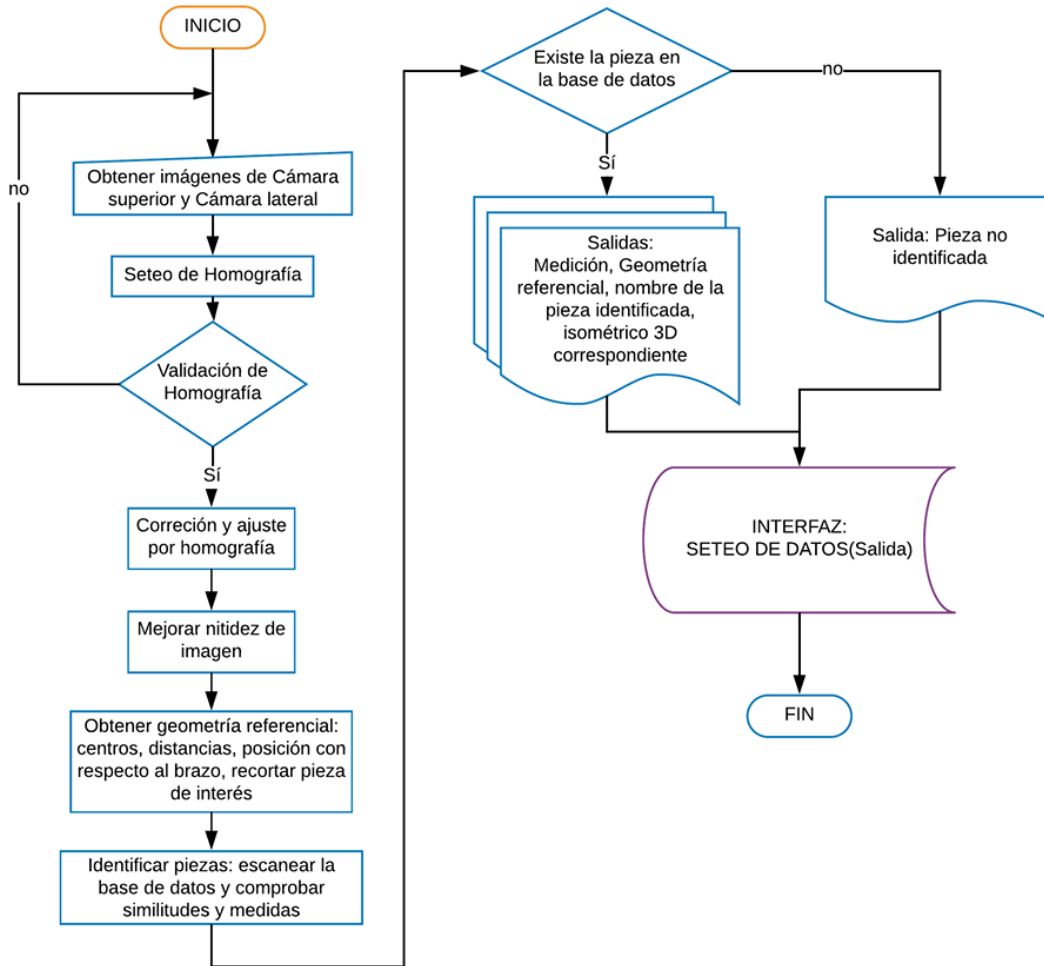 INICIO
no
Obtener imágenes de Cámara
superior y Cámara lateral
Seteo de Homografía
Validación de
Homografía
Sí
Correción y ajuste
por homografía
Mejorar nitidez de
imagen
Obtener geometría referencial:
centros, distancias, posición con
respecto al brazo, recortar pieza
de interés
Identificar piezas: escanear la
base de datos y comprobar
similitudes y medidas
Existe la pieza en
la base de datos
no
Sí
Salidas:
Medición, Geometría
referencial, nombre de la
pieza identificada,
isométrico 3D
correspondiente
Salida: Pieza no
identificada
INTERFAZ:
SETEO DE DATOS(Salida)
FIN